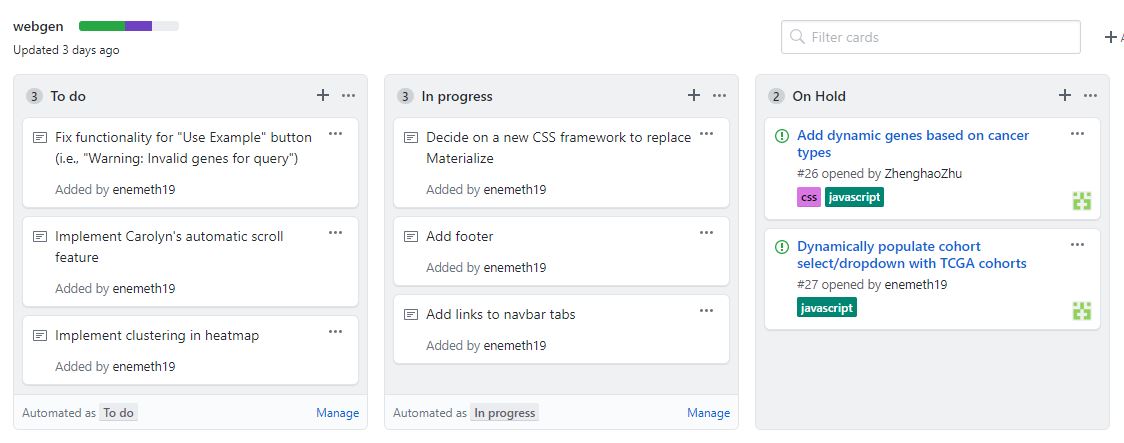 webgen
Updated 3 days ago
Filter cards
3 To do
Fix functionality for "Use Example" button
(i.e., "Warning: Invalid genes for query")
Added by enemeth19
Implement Carolyn's automatic scroll
feature
Added by enemeth19
Implement clustering in heatmap
Added by enemeth19
Automated as To do
Manage
3 In progress
Decide on a new CSS framework to replace
Materialize
Added by enemeth19
Add footer
Added by enemeth19
Add links to navbar tabs
Added by enemeth19
Automated as In progress
Manage
2 On Hold
Add dynamic genes based on cancer
types
#26 opened by ZhenghaoZhu
css javascript
Dynamically populate cohort
select/dropdown with TCGA cohorts
#27 opened by enemeth19
javascript